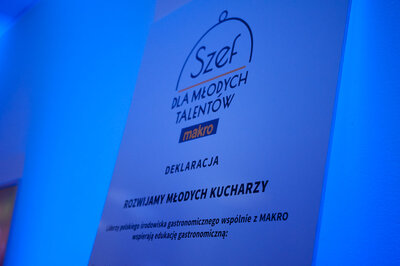 Szef
DLA MŁODYCH
TALENTÓW
makro
DEKLARACJA
ROZWIJAMY MŁODYCH KUCHARZY
Liderzy polskiego środowiska gastronomicznego wspólnie z MAKRO
wspierają edukację gastronomiczną: